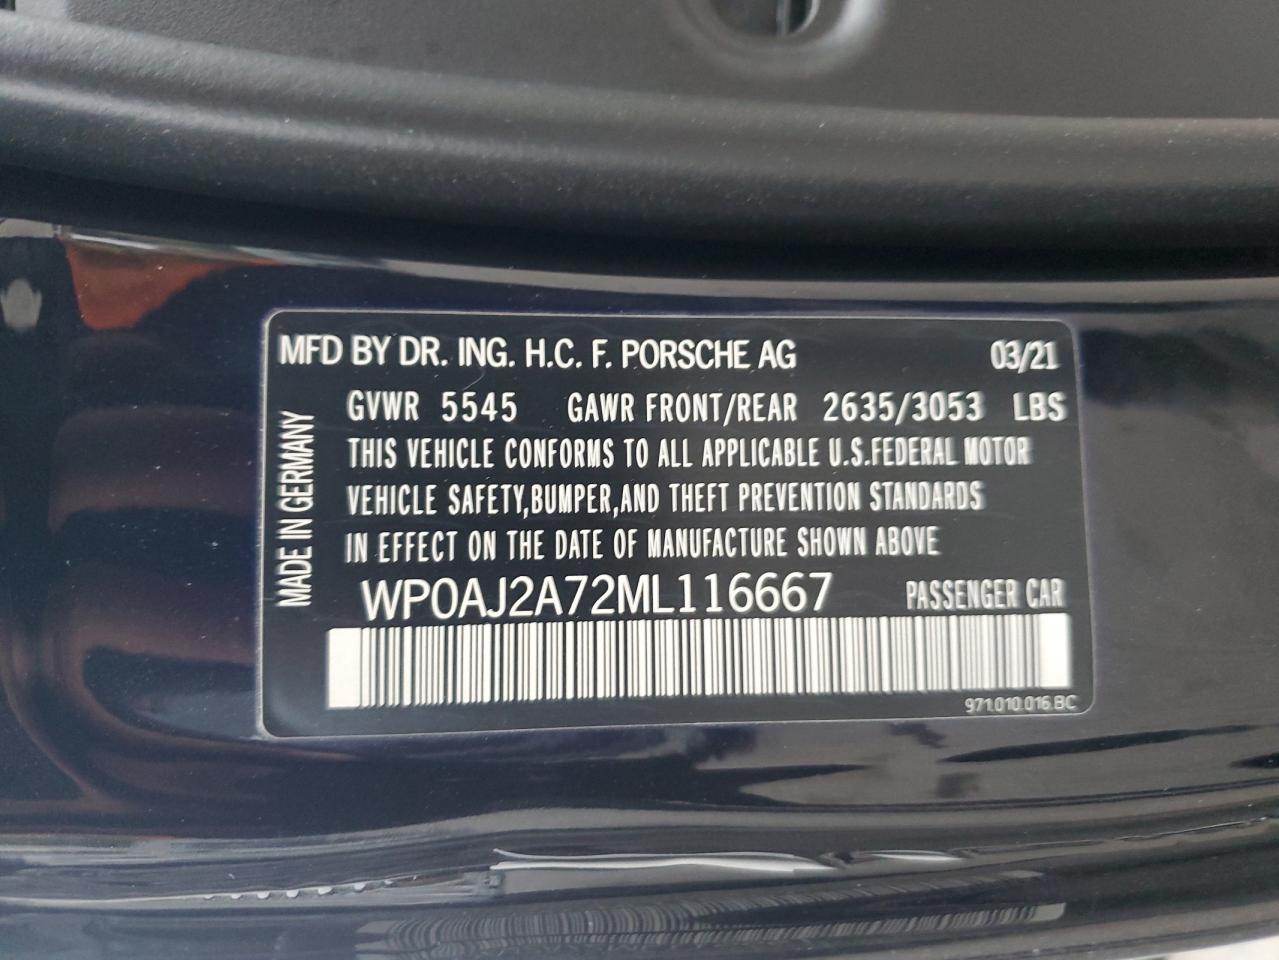 MFD BY DR. ING. H.C. F. PORSCHE AG 03/21
GVWR 5545 GAWR FRONT/REAR 2635/3053 LBS
THIS VEHICLE CONFORMS TO ALL APPLICABLE U.S.FEDERAL MOTOR
VEHICLE SAFETY,BUMPER,AND THEFT PREVENTION STANDARDS
IN EFFECT ON THE DATE OF MANUFACTURE SHOWN ABOVE
WP0AJ2A72ML116667 PASSENGER CAR
971.010.016.BC
MADE IN GERMANY